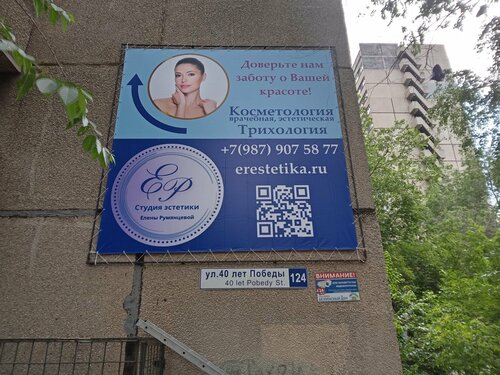 Доверьте нам
заботу о Вашей
красоте!
Косметология
врачебная, эстетическая
Трихология
+7(987) 907 58 77
erestetika.ru
ЕР
Студия эстетики
Елены Румянцевой
ул.40 лет Победы
40 let Pobedy St.
124
ВНИМАНИЕ!